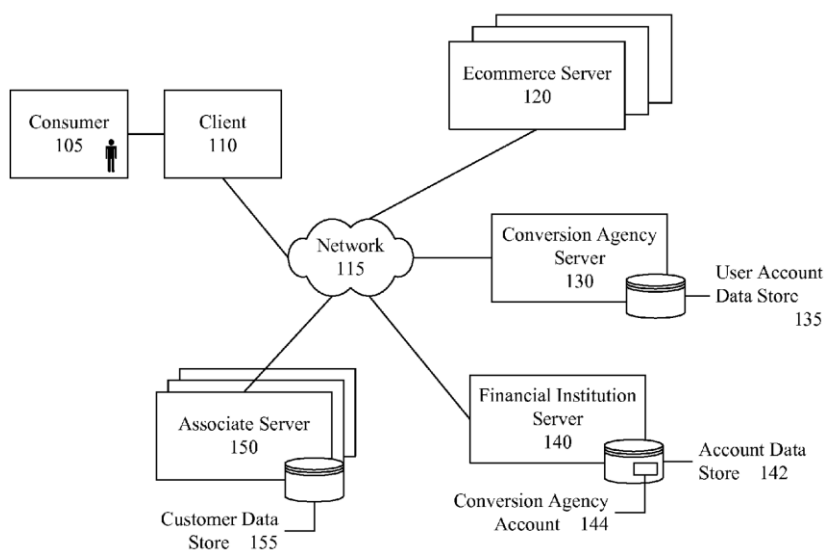 Ecommerce Server
120
Consumer
105
Client
110
Network
115
Conversion Agency
Server
130
User Account
Data Store
135
Associate Server
150
Customer Data
Store 155
Financial Institution
Server
140
Account Data
Store 142
Conversion Agency
Account 144